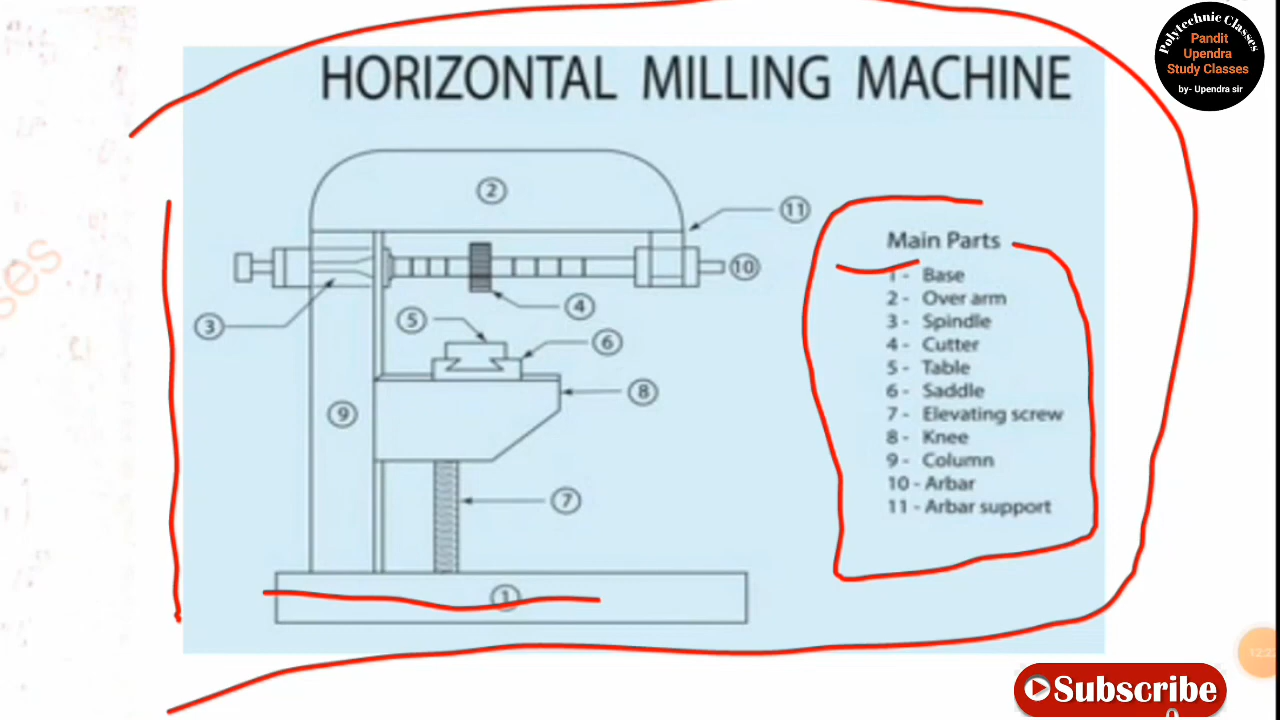 HORIZONTAL MILLING MACHINE
Polytechnic Classes
Pandit
Upendra
Study Classes
by- Upendra sir
2
11
10
3
4
5
6
8
9
7
1
Main Parts
1 - Base
2 - Over arm
3 - Spindle
4 - Cutter
5 - Table
6 - Saddle
7 - Elevating screw
8 - Knee
9 - Column
10 - Arbar
11 - Arbar support
Subscribe